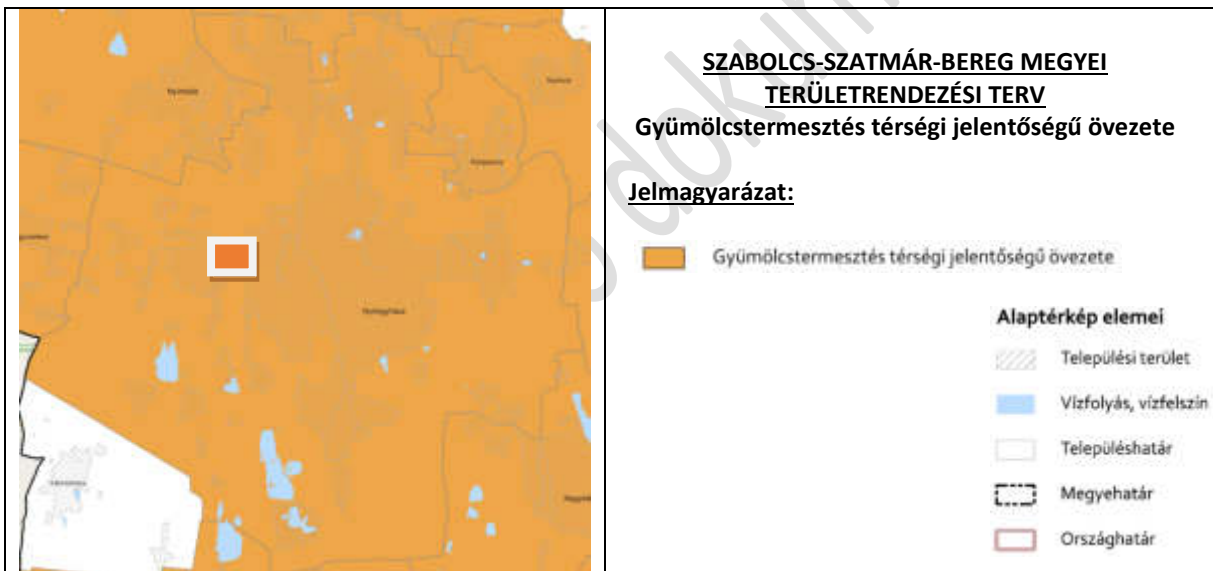 SZABOLCS-SZATMÁR-BEREG MEGYEI
TERÜLETRENDEZÉSI TERV
Gyümölcstermesztés térségi jelentőségű övezete
Jelmagyarázat:
Gyümölcstermesztés térségi jelentőségű övezete
Alaptérkép elemei
Települési terület
Vízfolyás, vízfelszín
Településhatár
Megyehatár
Országhatár
Nyíregyháza